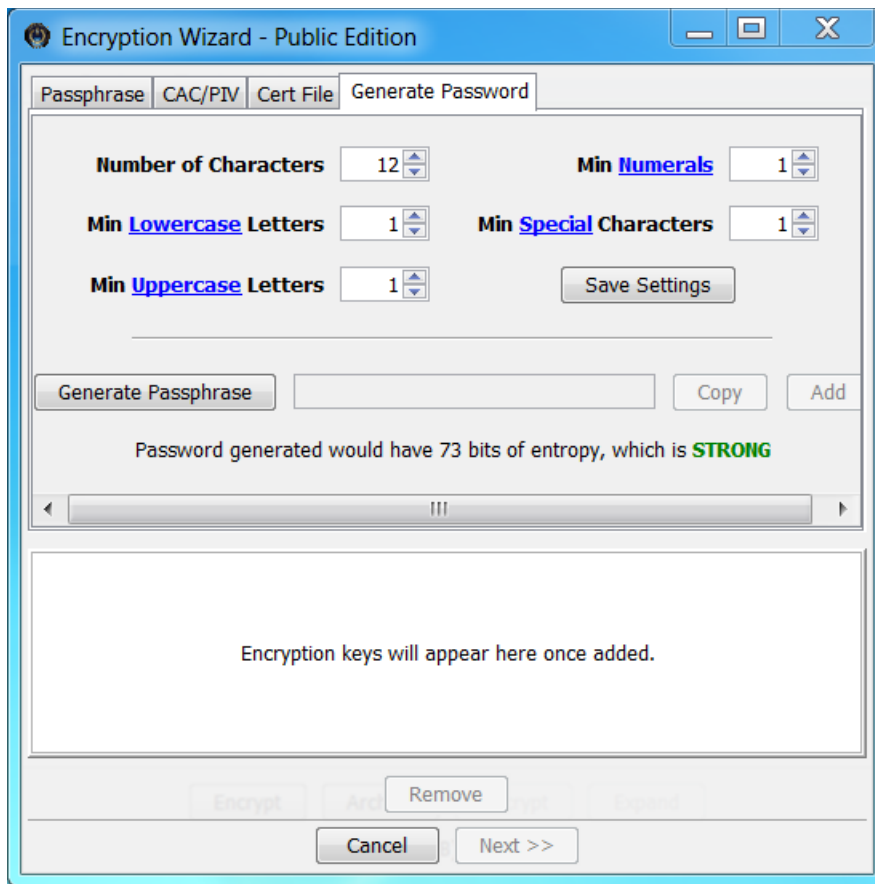 Encryption Wizard - Public Edition
Passphrase CAC/PIV Cert File Generate Password
Number of Characters 12 Min Numerals 1
Min Lowercase Letters 1 Min Special Characters 1
Min Uppercase Letters 1 Save Settings
Generate Passphrase Copy Add
Password generated would have 73 bits of entropy, which is STRONG
Encryption keys will appear here once added.
Encrypt Remove Expand
Cancel Next >>